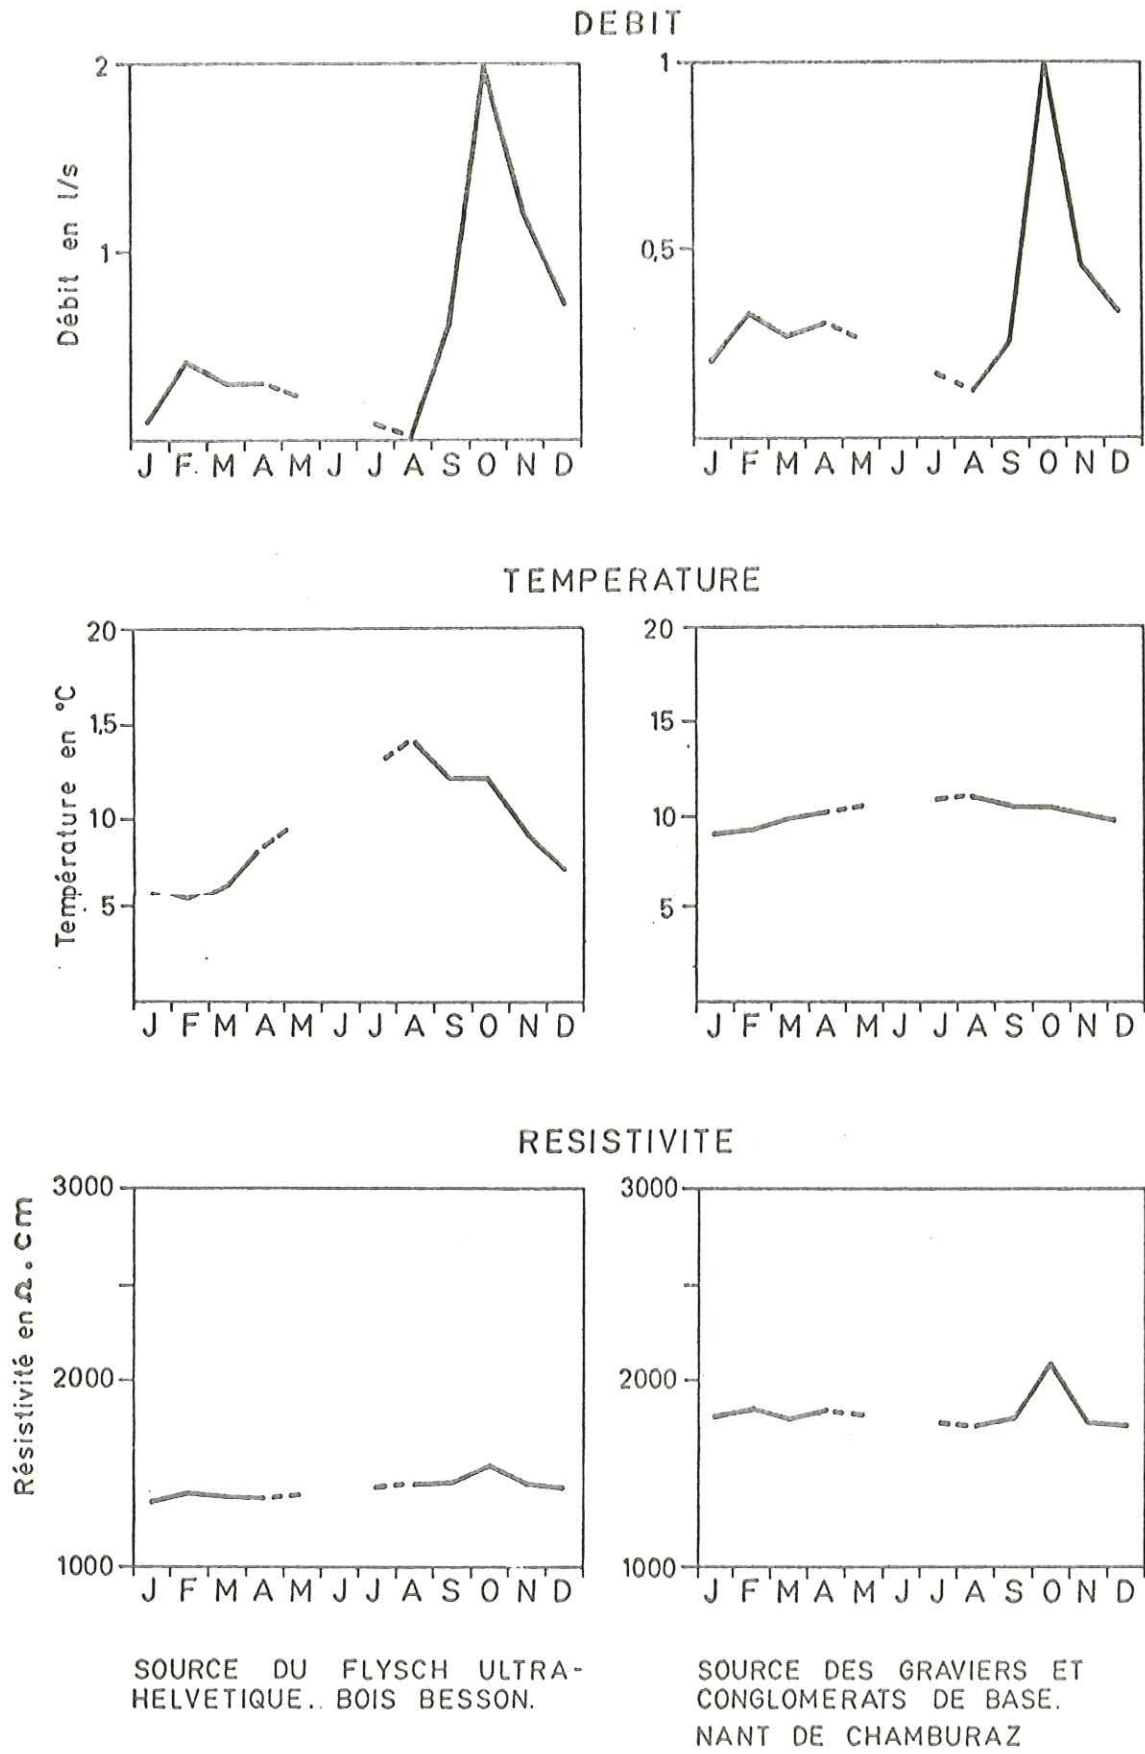 DEBIT
Débit en l/s
2
1
J F. M A M J J A S O N D
1
0,5
J F M A M J J A S O N D
TEMPERATURE
Température en °C
20
1,5
10
5
J F M A M J J A S O N D
20
15
10
5
J F M A M J J A S O N D
RESISTIVITE
Résistivité en Ω.cm
3000
2000
1000
J F M A M J J A S O N D
3000
2000
1000
J F M A M J J A S O N D
SOURCE DU FLYSCH ULTRA-
HELVETIQUE.. BOIS BESSON.
SOURCE DES GRAVIERS ET
CONGLOMERATS DE BASE.
NANT DE CHAMBURAZ